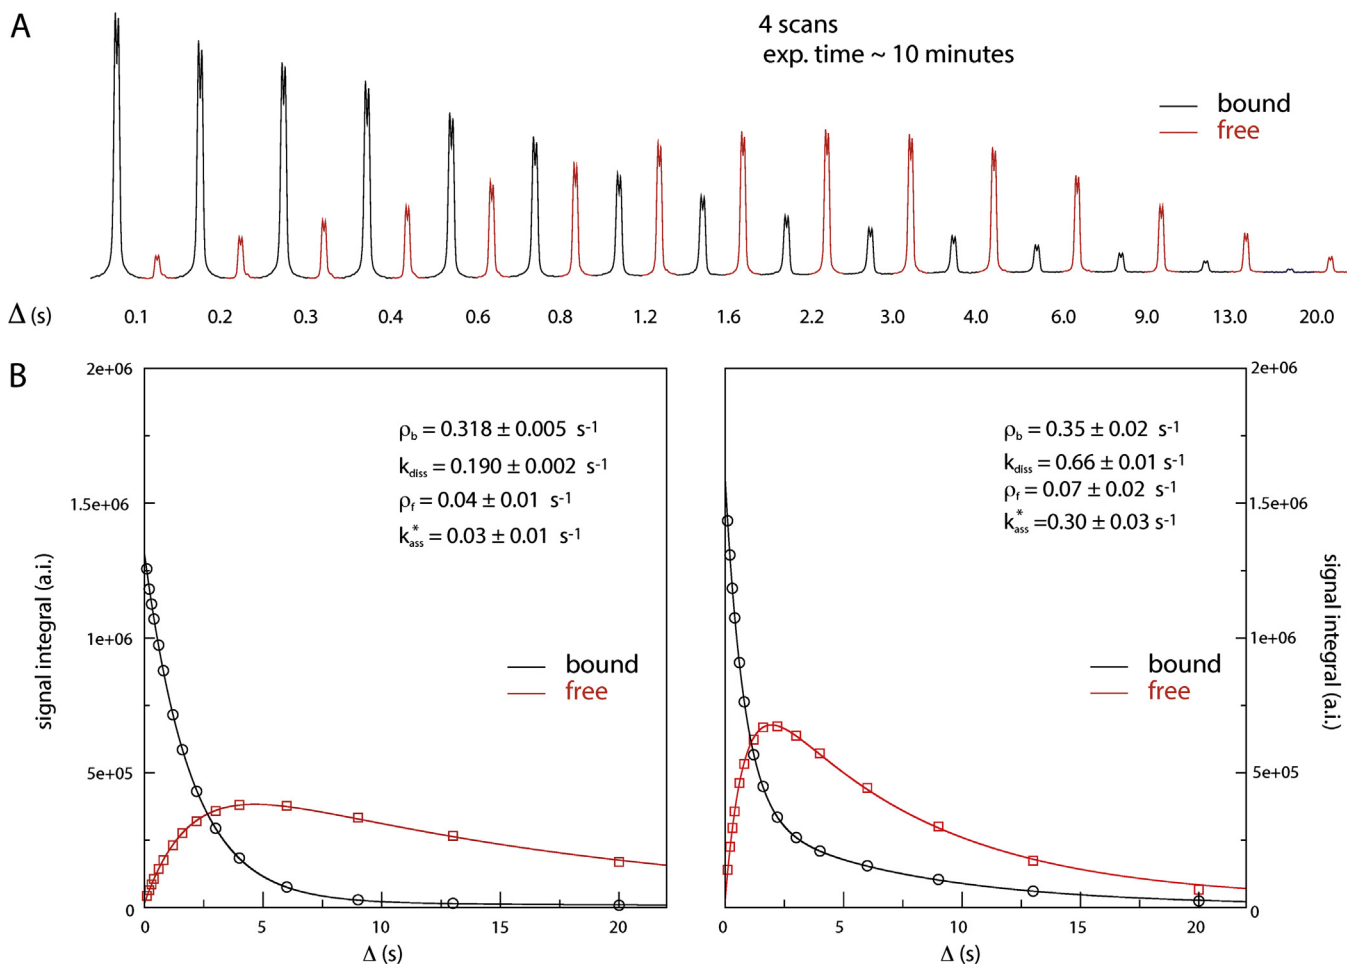 A
4 scans
exp. time ~ 10 minutes
bound
free
Δ (s) 0.1 0.2 0.3 0.4 0.6 0.8 1.2 1.6 2.2 3.0 4.0 6.0 9.0 13.0 20.0
B
2e+06
1.5e+06
1e+06
5e+05
0
signal integral (a.i.)
ρb = 0.318 ± 0.005 s-1
kdiss = 0.190 ± 0.002 s-1
ρf = 0.04 ± 0.01 s-1
kass* = 0.03 ± 0.01 s-1
bound
free
0 5 10 15 20
Δ (s)
ρb = 0.35 ± 0.02 s-1
kdiss = 0.66 ± 0.01 s-1
ρf = 0.07 ± 0.02 s-1
kass* =0.30 ± 0.03 s-1
bound
free
0 5 10 15 20
Δ (s)
2e+06
1.5e+06
1e+06
5e+05
0
signal integral (a.i.)